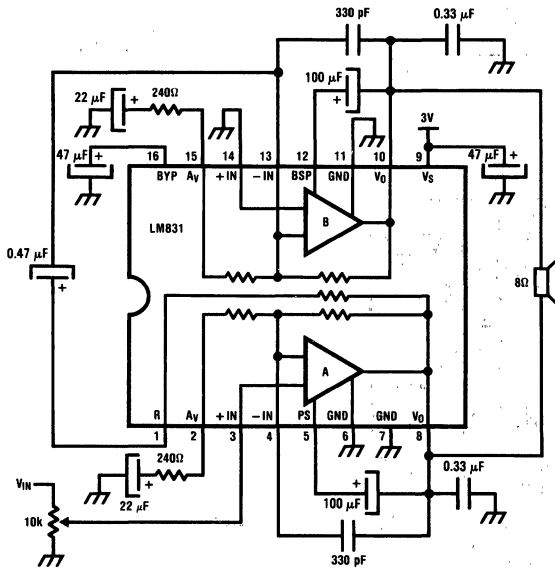 330 pF
0.33 μF
100 μF
+
240Ω
22 μF
+
3V
47 μF
+
16 15 14 13 12 11 10 9
BYP AV +IN −IN BSP GND VO VS
47 μF
+
LM831
B
0.47 μF
+
8Ω
A
R AV +IN −IN PS GND GND VO
1 2 3 4 5 6 7 8
240Ω
+
22 μF
VIN
10k
+
100 μF
0.33 μF
330 pF